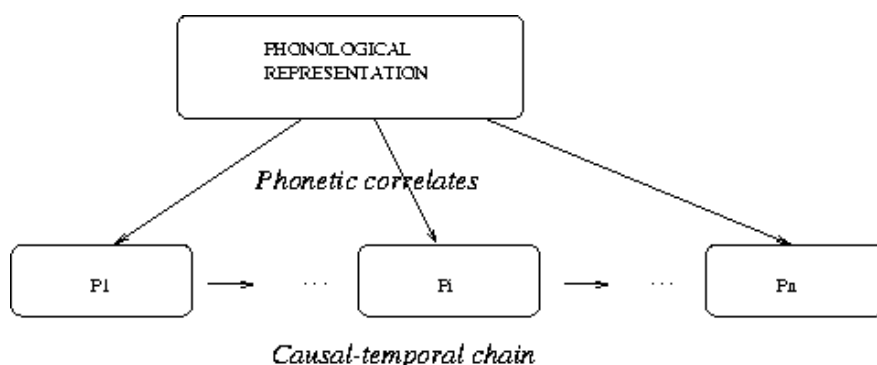 PHONOLOGICAL
REPRESENTATION
Phonetic correlates
P1 ... Pi ... Pn
Causal-temporal chain